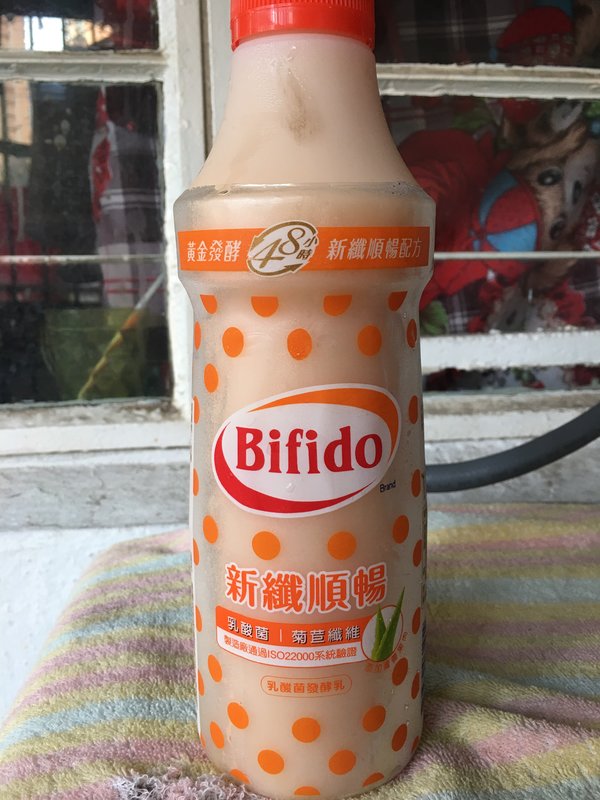 黃金發酵 48小時 新纖順暢配方
Bifido
Brand
新纖順暢
乳酸菌 | 菊苣纖維
製造廠通過ISO22000系統驗證
乳酸菌發酵乳